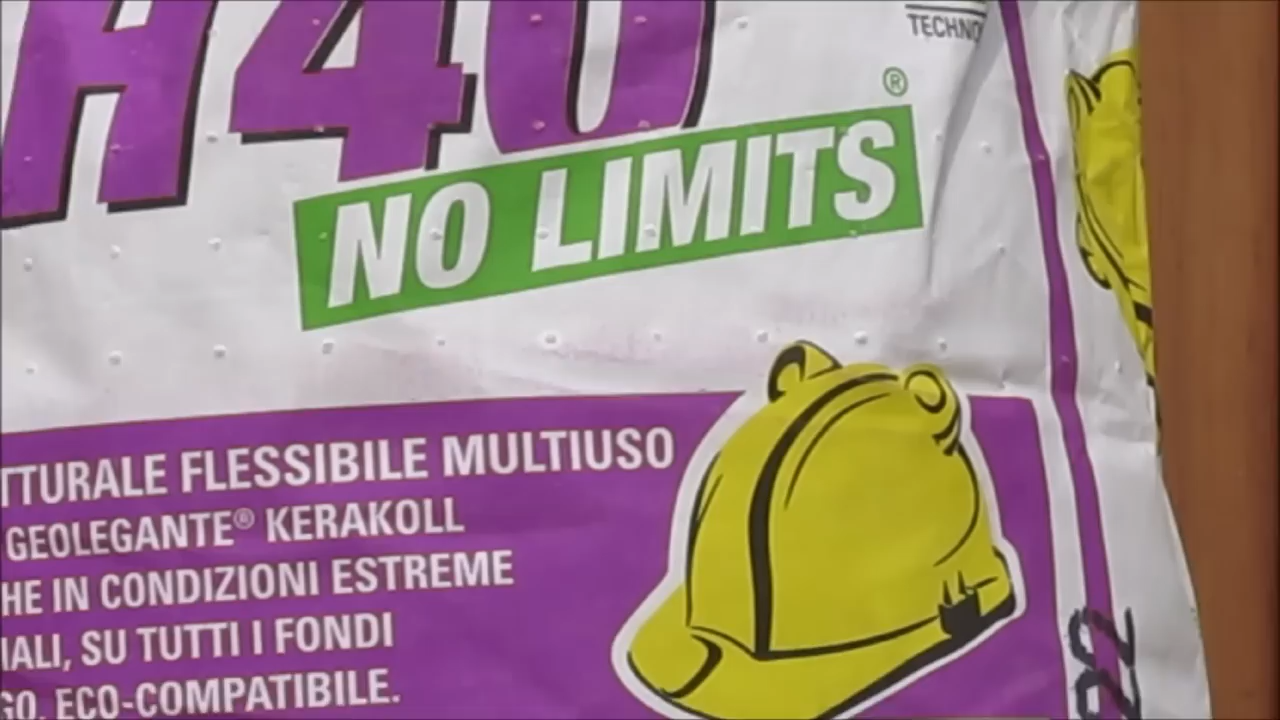 H40
TECHNO
®
NO LIMITS
TTURALE FLESSIBILE MULTIUSO
GEOLEGANTE® KERAKOLL
HE IN CONDIZIONI ESTREME
IALI, SU TUTTI I FONDI
GO, ECO-COMPATIBILE.
22